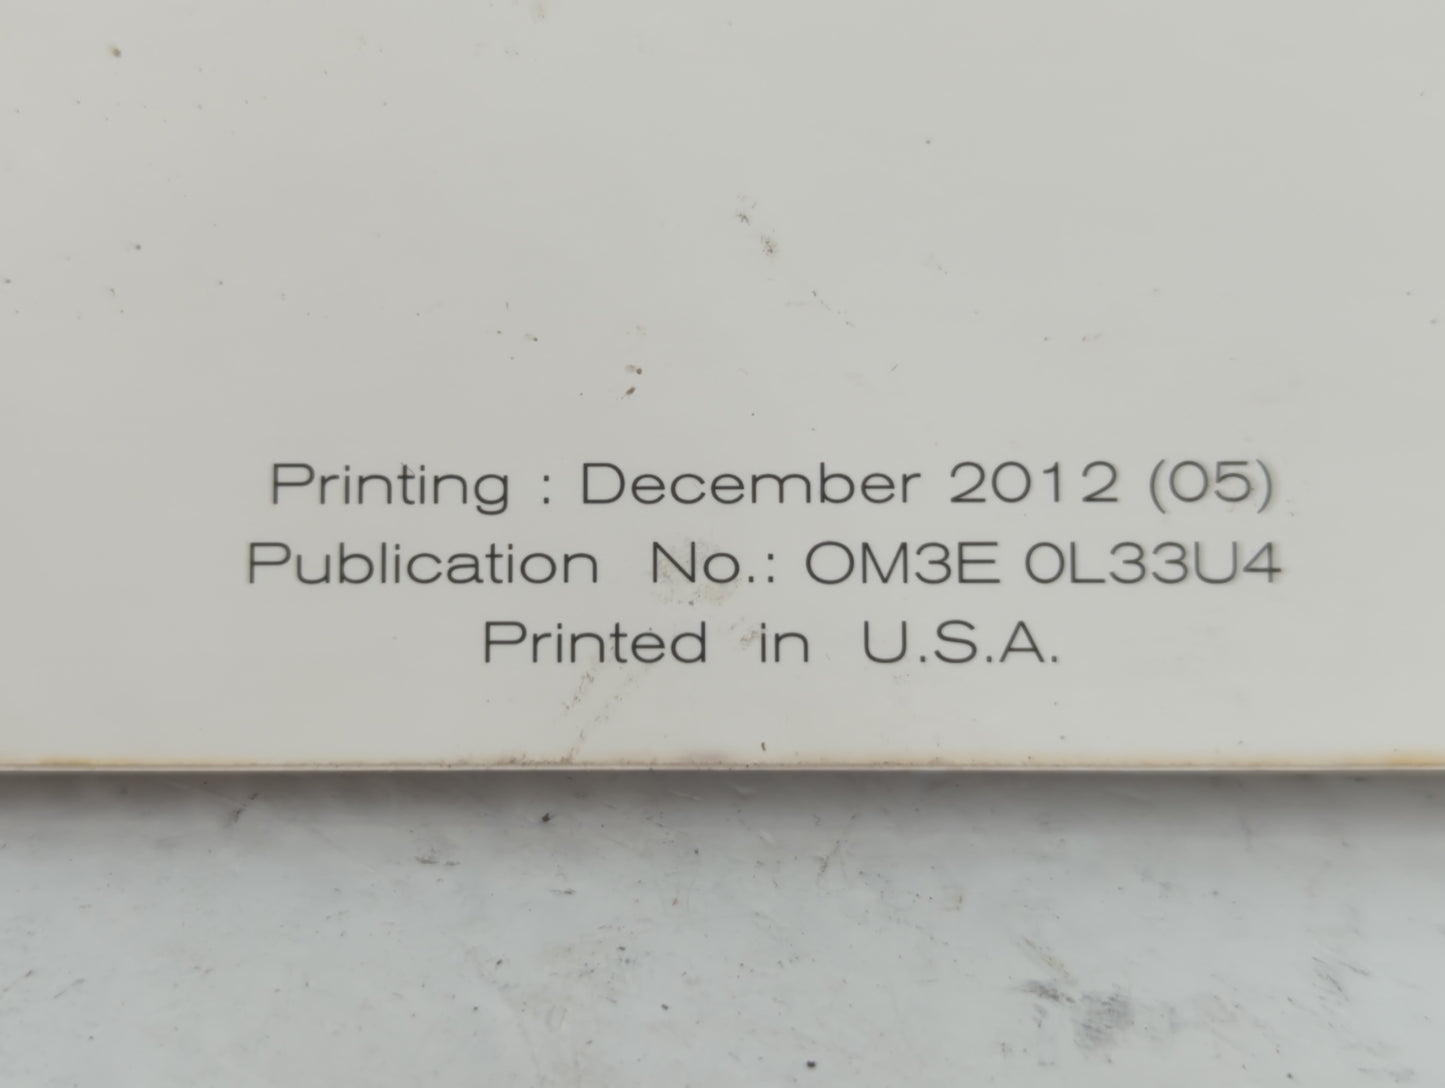 Printing : December 2012 (05)
Publication No.: OM3E 0L33U4
Printed in U.S.A.